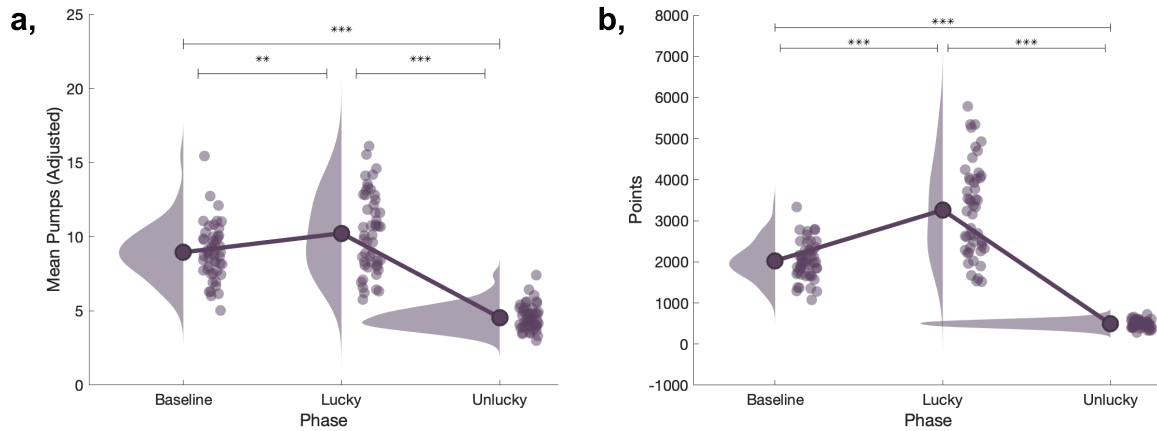 a,
25
20
15
10
5
0
Mean Pumps (Adjusted)
***
**
***
Baseline
Lucky
Unlucky
Phase
b,
8000
7000
6000
5000
4000
3000
2000
1000
0
-1000
Points
***
***
***
Baseline
Lucky
Unlucky
Phase